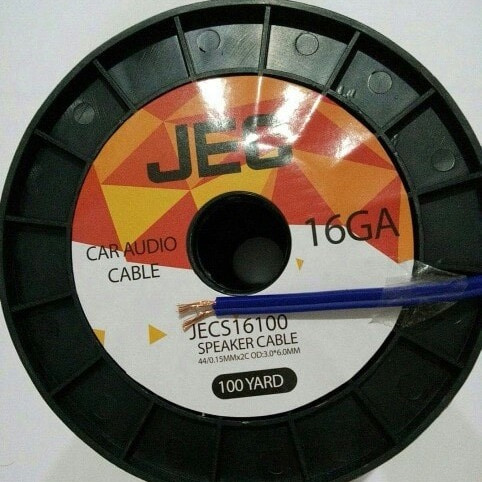 JEC
16GA
CAR AUDIO
CABLE
JECS16100
SPEAKER CABLE
44/0.15MMx2C OD:3.0*6.0MM
100 YARD